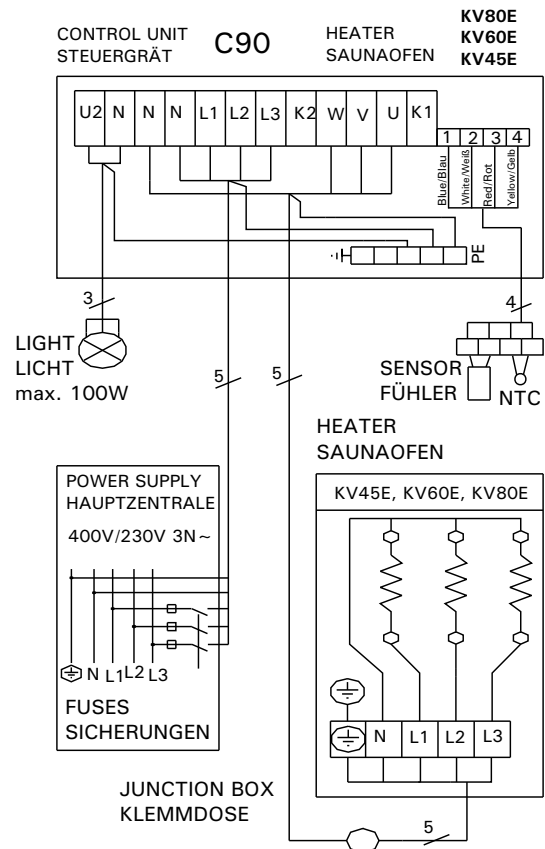 CONTROL UNIT
STEUERGRÄT
C90
HEATER
SAUNAOFEN
KV80E
KV60E
KV45E
U2 N N N L1 L2 L3 K2 W V U K1
1 2 3 4
Blue/Blau
White/Weiß
Red/Rot
Yellow/Gelb
PE
3
4
LIGHT
LICHT
max. 100W
5
5
SENSOR
FÜHLER
NTC
HEATER
SAUNAOFEN
POWER SUPPLY
HAUPTZENTRALE
400V/230V 3N~
N L1 L2 L3
FUSES
SICHERUNGEN
KV45E, KV60E, KV80E
N L1 L2 L3
JUNCTION BOX
KLEMMDOSE
5